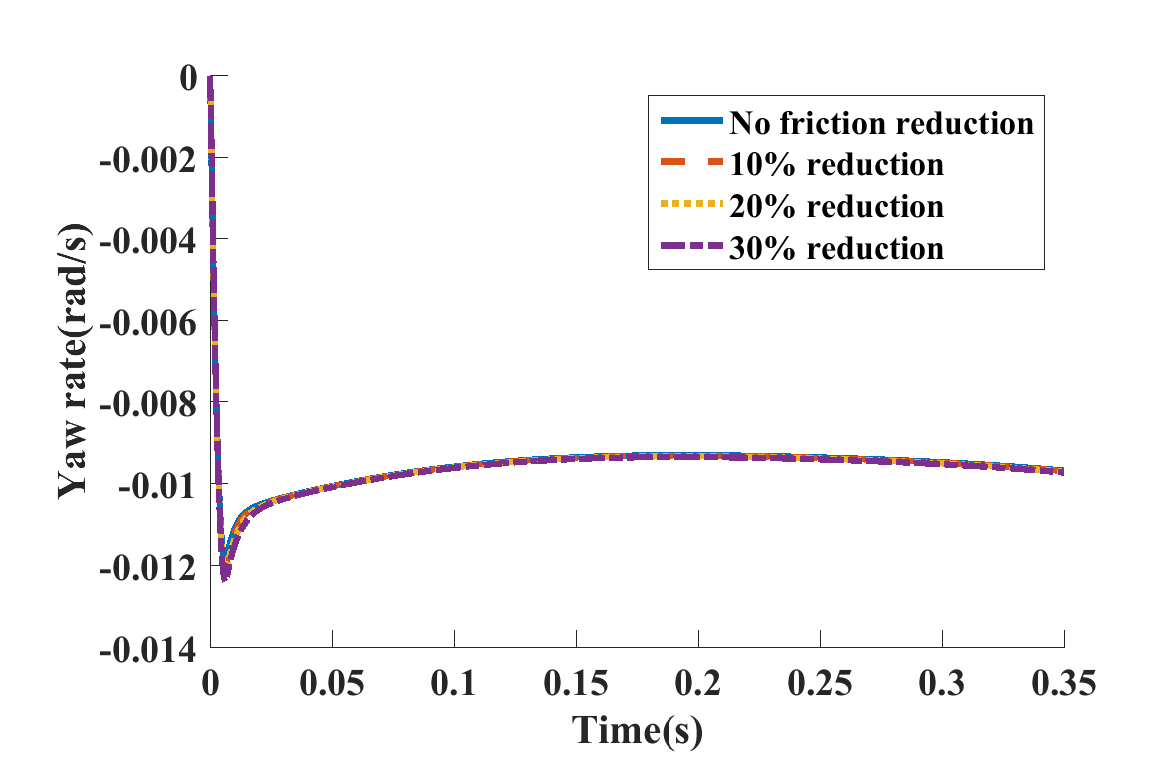 0
-0.002
-0.004
-0.006
-0.008
-0.01
-0.012
-0.014
Yaw rate(rad/s)
No friction reduction
10% reduction
20% reduction
30% reduction
0 0.05 0.1 0.15 0.2 0.25 0.3 0.35
Time(s)